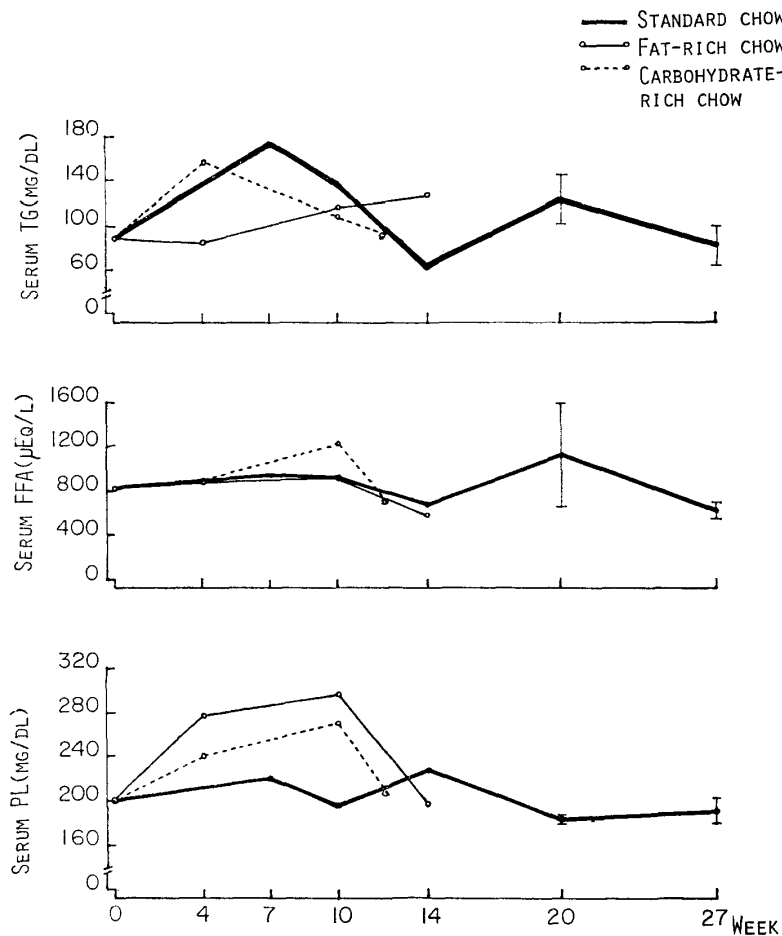 STANDARD CHOW
FAT-RICH CHOW
CARBOHYDRATE-
RICH CHOW
SERUM TG(MG/DL)
180
140
100
60
0
SERUM FFA(µEQ/L)
1600
1200
800
400
0
SERUM PL(MG/DL)
320
280
240
200
160
0
0 4 7 10 14 20 27 WEEK